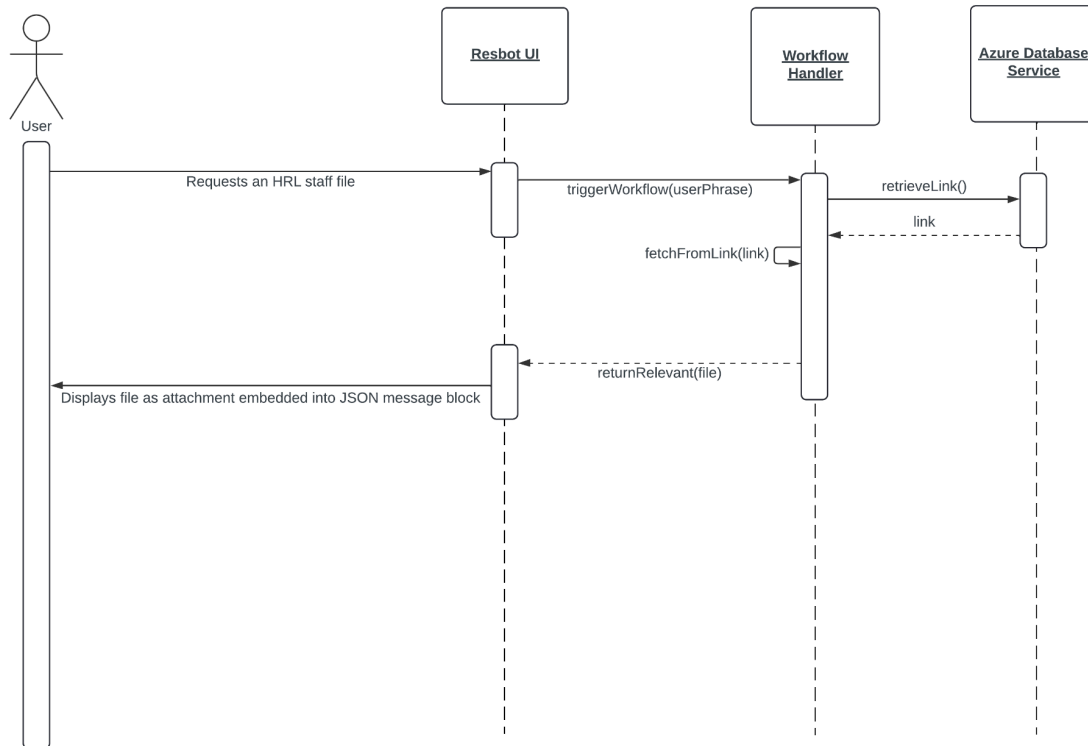 Resbot UI
Workflow
Handler
Azure Database
Service
User
Requests an HRL staff file
triggerWorkflow(userPhrase)
retrieveLink()
link
fetchFromLink(link)
returnRelevant(file)
Displays file as attachment embedded into JSON message block